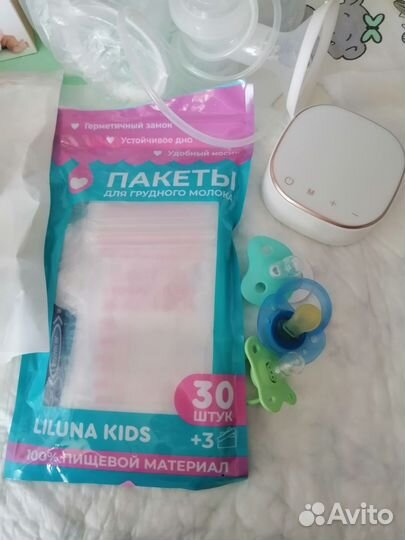 Герметичный замок
Устойчивое дно
Удобный носик
ПАКЕТЫ
ДЛЯ ГРУДНОГО МОЛОКА
30
ШТУК
+3
LILUNA KIDS
100% ПИЩЕВОЙ МАТЕРИАЛ
M + −
Avito